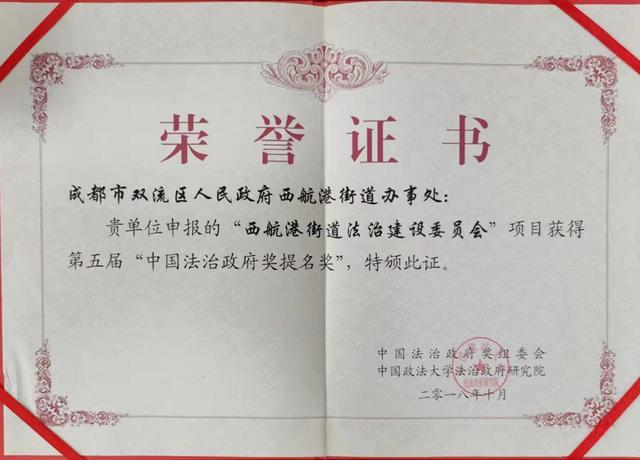 荣誉证书
成都市双流区人民政府西航港街道办事处：
贵单位申报的“西航港街道法治建设委员会”项目获得
第五届“中国法治政府奖提名奖”，特颁此证。
中国法治政府奖组委会
中国政法大学法治政府研究院
二〇一八年十月